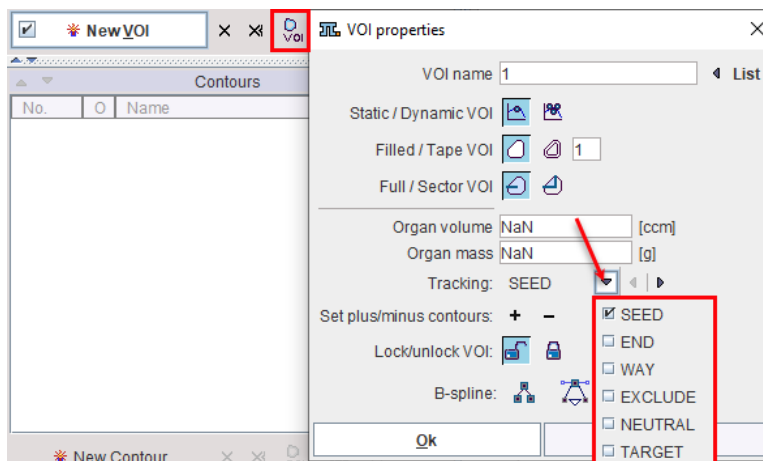 New VOI
VOI
VOI properties
Contours
No. O Name
VOI name 1 List
Static / Dynamic VOI
Filled / Tape VOI 1
Full / Sector VOI
Organ volume NaN [ccm]
Organ mass NaN [g]
Tracking: SEED
Set plus/minus contours: + −
Lock/unlock VOI:
B-spline:
SEED
END
WAY
EXCLUDE
NEUTRAL
TARGET
Ok
New Contour